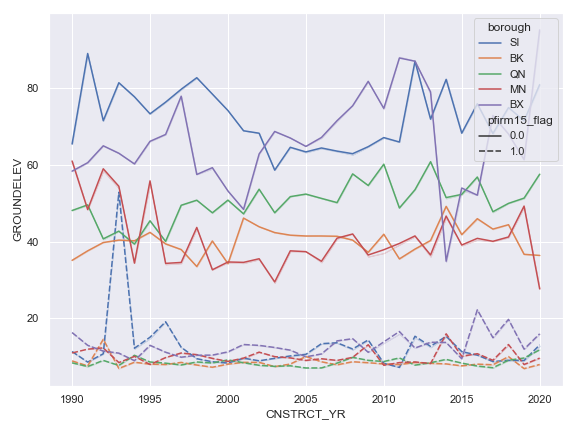 borough
SI
BK
QN
MN
BX
pfirm15_flag
0.0
1.0
80
60
40
20
GROUNDELEV
1990
1995
2000
2005
2010
2015
2020
CNSTRCT_YR